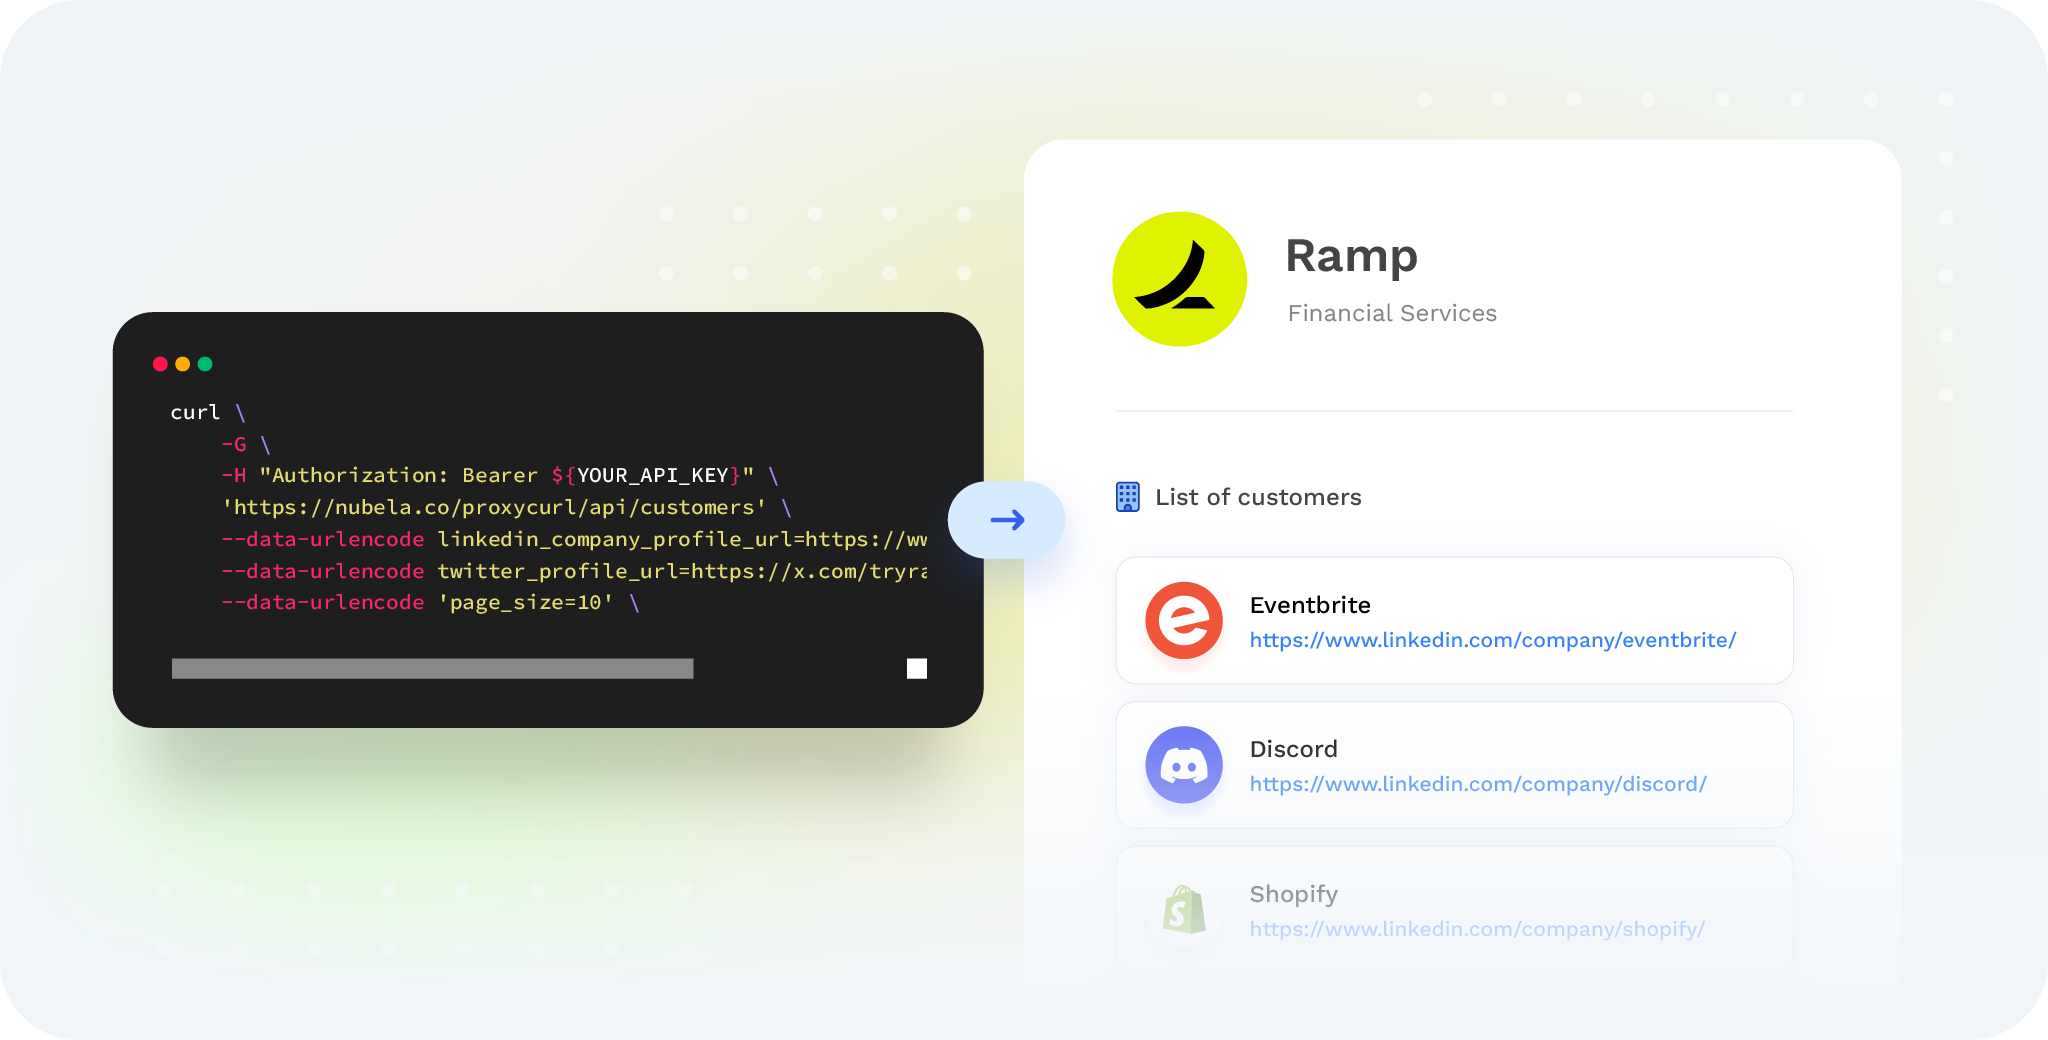 curl \
-G \
-H "Authorization: Bearer ${YOUR_API_KEY}" \
'https://nubela.co/proxycurl/api/customers' \
--data-urlencode linkedin_company_profile_url=https://ww
--data-urlencode twitter_profile_url=https://x.com/tryra
--data-urlencode 'page_size=10' \
Ramp
Financial Services
List of customers
Eventbrite
https://www.linkedin.com/company/eventbrite/
Discord
https://www.linkedin.com/company/discord/
Shopify
https://www.linkedin.com/company/shopify/